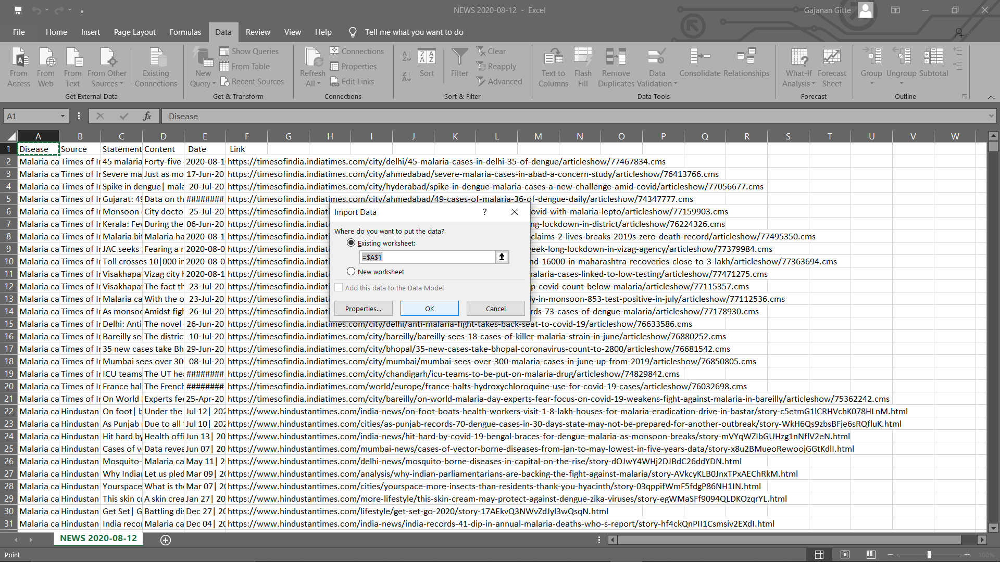 NEWS 2020-08-12 - Excel
Gajanan Gitte
File Home Insert Page Layout Formulas Data Review View Help Tell me what you want to do
From Access
From Web
From Text
From Other Sources
Existing Connections
Get External Data
New Query
Show Queries
From Table
Recent Sources
Get & Transform
Refresh All
Connections
Properties
Edit Links
Connections
Sort
Filter
Clear
Reapply
Advanced
Sort & Filter
Text to Columns
Flash Fill
Remove Duplicates
Data Validation
Consolidate
Relationships
Data Tools
What-If Analysis
Forecast Sheet
Forecast
Group
Ungroup
Subtotal
Outline
A1 fx Disease
A B C D E F G H I J K L M N O P Q R S T U V W
1 Disease Source Statement Content Date Link
2 Malaria ca Times of In 45 malaria Forty-five 2020-08-1 https://timesofindia.indiatimes.com/city/delhi/45-malaria-cases-in-delhi-35-of-dengue/articleshow/77467834.cms
3 Malaria ca Times of In Severe ma Just as mo 17-Jun-20 https://timesofindia.indiatimes.com/city/ahmedabad/severe-malaria-cases-in-abad-a-concern-study/articleshow/76413766.cms
4 Malaria ca Times of In Spike in dengue| mala 20-Jul-20 https://timesofindia.indiatimes.com/city/hyderabad/spike-in-dengue-malaria-cases-a-new-challenge-amid-covid/articleshow/77056677.cms
5 Malaria ca Times of In Gujarat: 49 Data on th ######## https://timesofindia.indiatimes.com/city/ahmedabad/49-cases-of-malaria-36-of-dengue-daily/articleshow/74347777.cms
6 Malaria ca Times of In Monsoon City docto 25-Jul-20 https://timesofindia.indiati ovid-with-malaria-lepto/articleshow/77159903.cms
7 Malaria ca Times of In Kerala: Fev During the 06-Jun-20 https://timesofindia.indiati ng-lockdown-in-district/articleshow/76224326.cms
8 Malaria ca Times of In Malaria bit Malaria ha 2020-08-1 https://timesofindia.indiati claims-2-lives-breaks-2019s-zero-death-record/articleshow/77495350.cms
9 Malaria ca Times of In JAC seeks Fearing a r 2020-08-0 https://timesofindia.indiati eek-long-lockdown-in-vizag-agency/articleshow/77379984.cms
10 Malaria ca Times of In Toll crosses 10|000 in 2020-08-0 https://timesofindia.indiati nd-16000-in-maharashtra-recoveries-close-to-3-lakh/articleshow/77363694.cms
11 Malaria ca Times of In Visakhapat Vizag city h 2020-08-1 https://timesofindia.indiati nalaria-cases-linked-to-low-testing/articleshow/77471275.cms
12 Malaria ca Times of In Visakhapat The fact th 23-Jul-20 https://timesofindia.indiati p-covid-count-below-malaria/articleshow/77115357.cms
13 Malaria ca Times of In Malaria ca With the o 23-Jul-20 https://timesofindia.indiati ly-in-monsoon-853-test-positive-in-july/articleshow/77112536.cms
14 Malaria ca Times of In As monsoo Amidst figh 26-Jul-20 https://timesofindia.indiati rds-73-cases-of-dengue-malaria/articleshow/77178930.cms
15 Malaria ca Times of In Delhi: Anti The novel 26-Jun-20 https://timesofindia.indiatimes.com/city/delhi/anti-malaria-fight-takes-back-seat-to-covid-19/articleshow/76633586.cms
16 Malaria ca Times of In Bareilly see The distric 10-Jul-20 https://timesofindia.indiatimes.com/city/bareilly/bareilly-sees-18-cases-of-killer-malaria-strain-in-june/articleshow/76880252.cms
17 Malaria ca Times of In 35 new cases take Bh 29-Jun-20 https://timesofindia.indiatimes.com/city/bhopal/35-new-cases-take-bhopal-coronavirus-count-to-2800/articleshow/76681542.cms
18 Malaria ca Times of In Mumbai sees over 30 08-Jul-20 https://timesofindia.indiatimes.com/city/mumbai/mumbai-sees-over-300-malaria-cases-in-june-up-from-2019/articleshow/76850805.cms
19 Malaria ca Times of In ICU teams The UT hea ######## https://timesofindia.indiatimes.com/city/chandigarh/icu-teams-to-be-put-on-malaria-drug/articleshow/74829842.cms
20 Malaria ca Times of In France hal The French ######## https://timesofindia.indiatimes.com/world/europe/france-halts-hydroxychloroquine-use-for-covid-19-cases/articleshow/76032698.cms
21 Malaria ca Times of In On World Experts fee 25-Apr-20 https://timesofindia.indiatimes.com/city/bareilly/on-world-malaria-day-experts-fear-focus-on-covid-19-weakens-fight-against-malaria-in-bareilly/articleshow/75362242.cms
22 Malaria ca Hindustan On foot| b Under the Jul 12| 202 https://www.hindustantimes.com/india-news/on-foot-boats-health-workers-visit-1-8-lakh-houses-for-malaria-eradication-drive-in-bastar/story-c5etmG1lCRHVchK078HLnM.html
23 Malaria ca Hindustan As Punjab Due to all Jul 10| 202 https://www.hindustantimes.com/cities/as-punjab-records-70-dengue-cases-in-30-days-state-may-not-be-prepared-for-another-outbreak/story-WkH6Qs9zbsBFje6sRQfluK.html
24 Malaria ca Hindustan Hit hard by Health offi Jun 13| 20 https://www.hindustantimes.com/india-news/hit-hard-by-covid-19-bengal-braces-for-dengue-malaria-as-monsoon-breaks/story-mVYqWZlbGUHzg1nNflV2eN.html
25 Malaria ca Hindustan Cases of ve Data revea Jun 07| 20 https://www.hindustantimes.com/mumbai-news/cases-of-vector-borne-diseases-from-jan-to-may-lowest-in-five-years-data/story-x8u2BMueoRewoojGGtKdlI.html
26 Malaria ca Hindustan Mosquito- Malaria ca May 11| 2 https://www.hindustantimes.com/delhi-news/mosquito-borne-diseases-in-capital-on-the-rise/story-dOJwY4WHj2DJBdC26ddYDN.html
27 Malaria ca Hindustan Why Indian Let us pled Mar 09| 20 https://www.hindustantimes.com/analysis/why-indian-parliamentarians-are-backing-the-fight-against-malaria/story-AVkcyKLB0JnxTPxAEChRkM.html
28 Malaria ca Hindustan Yourspace What is the Mar 07| 20 https://www.hindustantimes.com/cities/yourspace-more-insects-than-residents-thank-you-hyacinth/story-03qppifWmF5fdgP86NH1IN.html
29 Malaria ca Hindustan This skin cr A skin crea Jan 27| 20 https://www.hindustantimes.com/more-lifestyle/this-skin-cream-may-protect-against-dengue-zika-viruses/story-egWMaSFf9094QLDKOzqrYL.html
30 Malaria ca Hindustan Get Set| G Battling dis Dec 27| 20 https://www.hindustantimes.com/lifestyle/get-set-go-2020/story-17AEkvQ3NWvZdJyl3wQsqN.html
31 Malaria ca Hindustan India recor Malaria ca Dec 04| 20 https://www.hindustantimes.com/india-news/india-records-41-dip-in-annual-malaria-deaths-who-s-report/story-hf4ckQnPII1Csmsiv2EXdI.html
Import Data ?
Where do you want to put the data?
Existing worksheet:
=$A$1
New worksheet
Add this data to the Data Model
Properties... OK Cancel
NEWS 2020-08-12
Point
100%